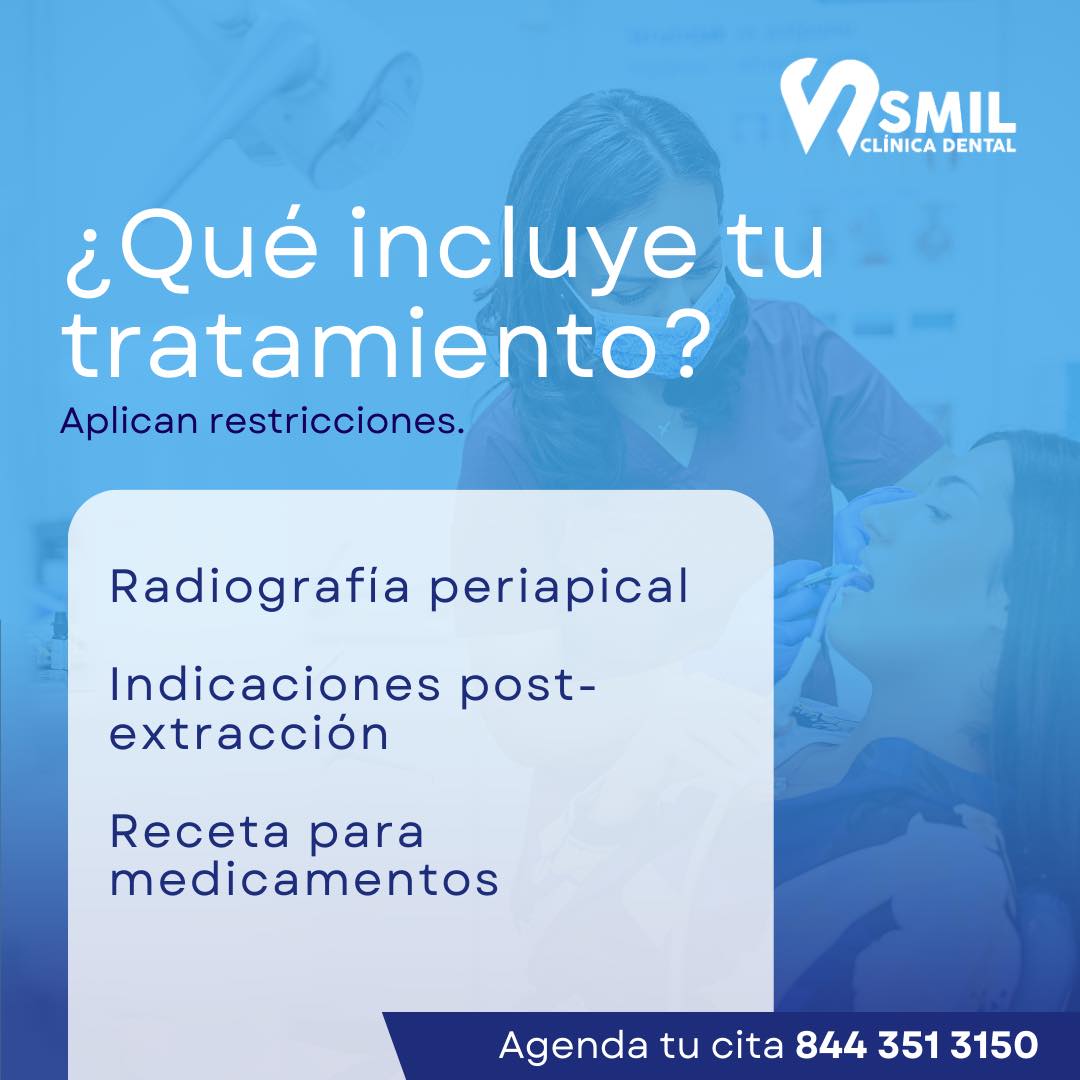 SMIL
CLÍNICA DENTAL
¿Qué incluye tu
tratamiento?
Aplican restricciones.
Radiografía periapical
Indicaciones post-
extracción
Receta para
medicamentos
Agenda tu cita 844 351 3150